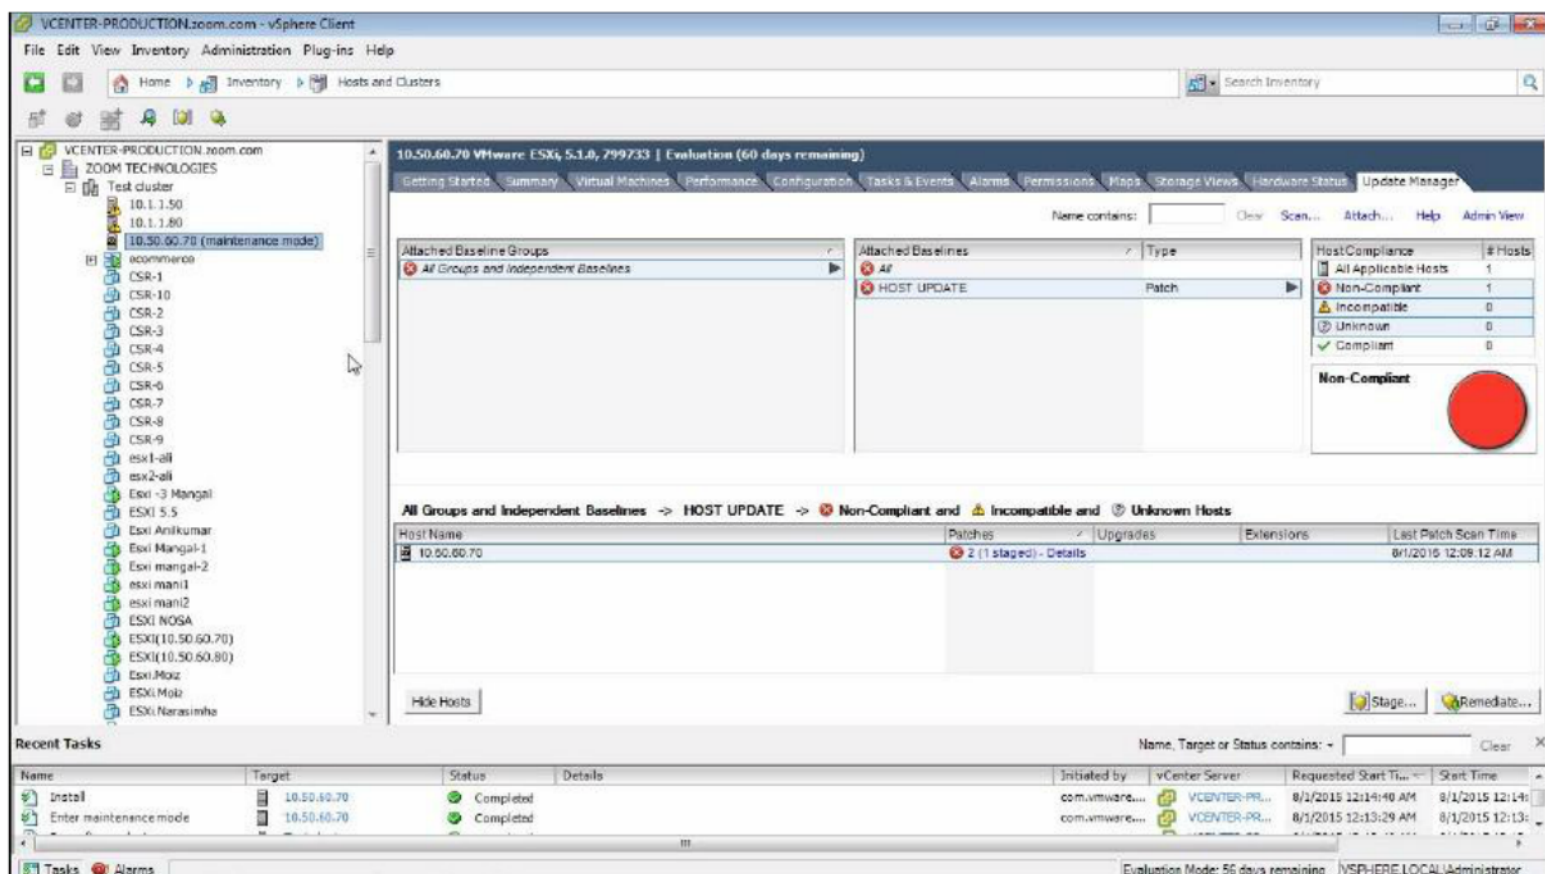 VCENTER-PRODUCTION.zoom.com - vSphere Client
File Edit View Inventory Administration Plug-ins Help
Home Inventory Hosts and Clusters
Search Inventory
VCENTER-PRODUCTION.zoom.com
ZOOM TECHNOLOGIES
Test cluster
10.1.1.50
10.1.1.80
10.50.60.70 (maintenance mode)
ecommerce
CSR-1
CSR-10
CSR-2
CSR-3
CSR-4
CSR-5
CSR-6
CSR-7
CSR-8
CSR-9
esx1-ali
esx2-ali
Esxi -3 Mangal
ESXI 5.5
Esxi Anilkumar
Esxi Mangal-1
Esxi mangal-2
esxi mani1
esxi mani2
ESXI NOSA
ESXI(10.50.60.70)
ESXI(10.50.60.80)
Esxi.Moiz
ESXi.Moiz
ESXi.Narasimha
10.50.60.70 VMware ESXi, 5.1.0, 799733 | Evaluation (60 days remaining)
Getting Started Summary Virtual Machines Performance Configuration Tasks & Events Alarms Permissions Maps Storage Views Hardware Status Update Manager
Name contains: Clear Scan... Attach... Help Admin View
Attached Baseline Groups
All Groups and Independent Baselines
Attached Baselines Type
All
HOST UPDATE Patch
Host Compliance # Hosts
All Applicable Hosts 1
Non-Compliant 1
Incompatible 0
Unknown 0
Compliant 0
Non-Compliant
All Groups and Independent Baselines -> HOST UPDATE -> Non-Compliant and Incompatible and Unknown Hosts
Host Name Patches Upgrades Extensions Last Patch Scan Time
10.50.60.70 2 (1 staged) - Details 8/1/2015 12:09:12 AM
Hide Hosts Stage... Remediate...
Recent Tasks Name, Target or Status contains: Clear
Name Target Status Details Initiated by vCenter Server Requested Start Ti... Start Time
Install 10.50.60.70 Completed com.vmware.... VCENTER-PR... 8/1/2015 12:14:40 AM 8/1/2015 12:14:
Enter maintenance mode 10.50.60.70 Completed com.vmware.... VCENTER-PR... 8/1/2015 12:13:29 AM 8/1/2015 12:13:
Tasks Alarms Evaluation Mode: 56 days remaining VSPHERE.LOCAL\Administrator